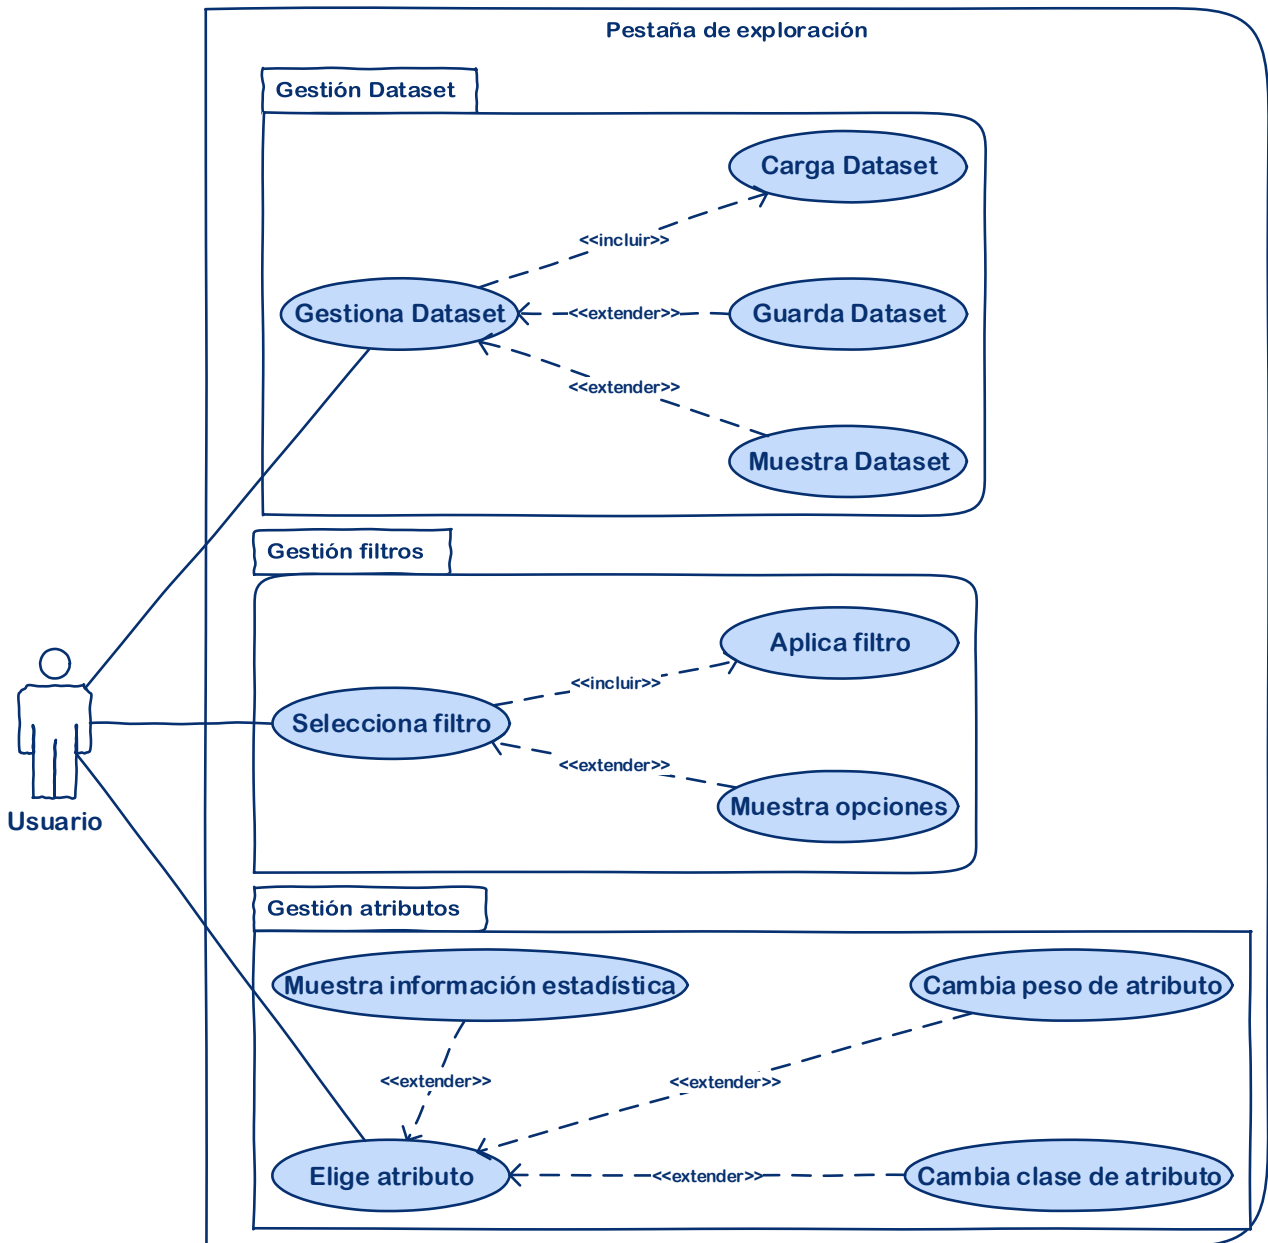 Pestaña de exploración
Gestión Dataset
Carga Dataset
<<incluir>>
Gestiona Dataset
<<extender>>
Guarda Dataset
<<extender>>
Muestra Dataset
Gestión filtros
Aplica filtro
<<incluir>>
Selecciona filtro
<<extender>>
Muestra opciones
Usuario
Gestión atributos
Muestra información estadística
Cambia peso de atributo
<<extender>>
<<extender>>
Elige atributo
<<extender>>
Cambia clase de atributo